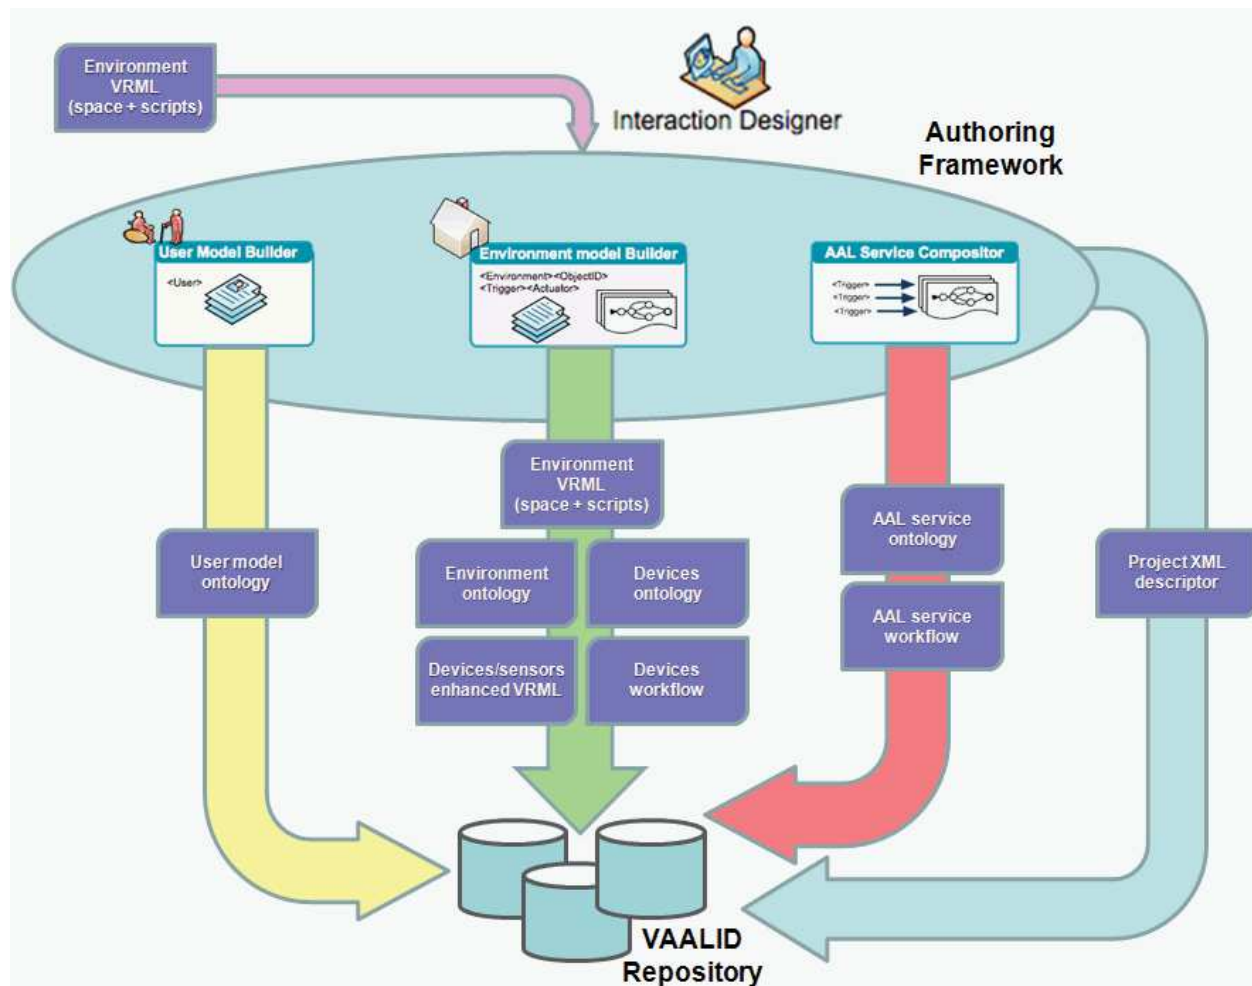 Environment
VRML
(space + scripts)
Interaction Designer
Authoring
Framework
User Model Builder
<User>
Environment model Builder
<Environment><ObjectID>
<Trigger><Actuator>
AAL Service Compositor
<Trigger>
<Trigger>
<Trigger>
Environment
VRML
(space + scripts)
User model
ontology
Environment
ontology
Devices
ontology
Devices/sensors
enhanced VRML
Devices
workflow
AAL service
ontology
AAL service
workflow
Project XML
descriptor
VAALID
Repository